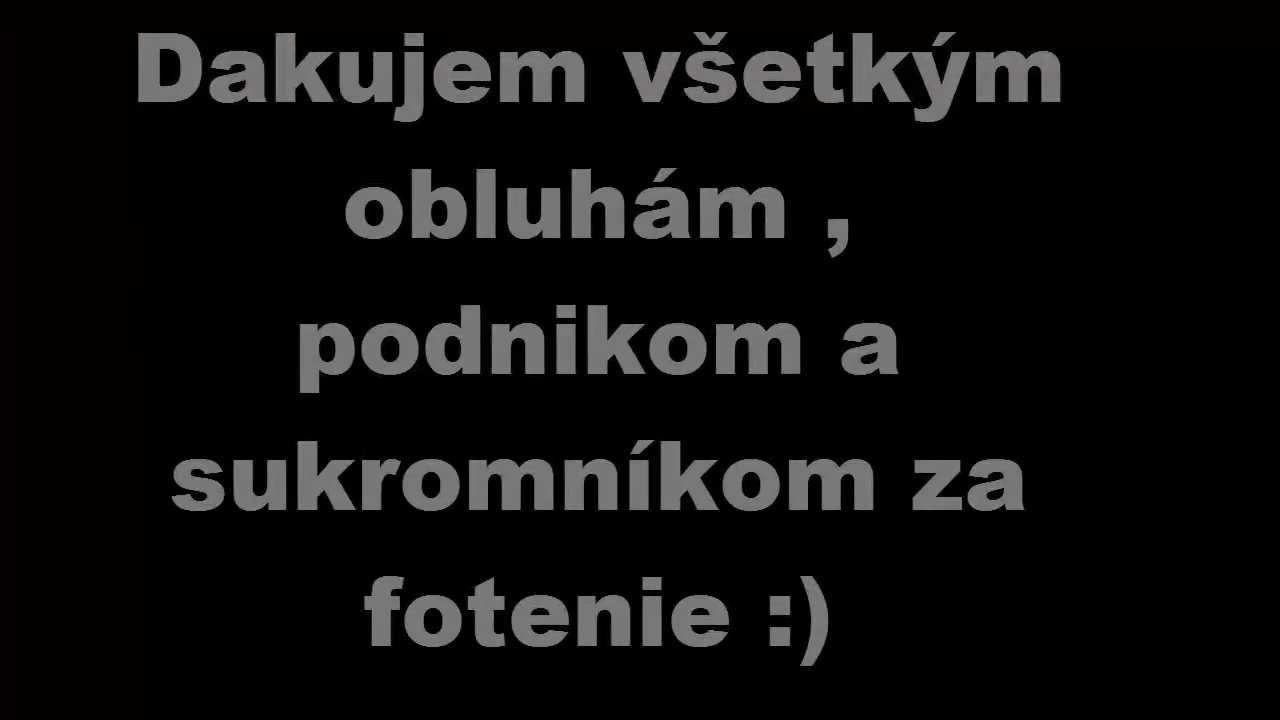 Dakujem všetkým
obluhám ,
podnikom a
sukromníkom za
fotenie :)